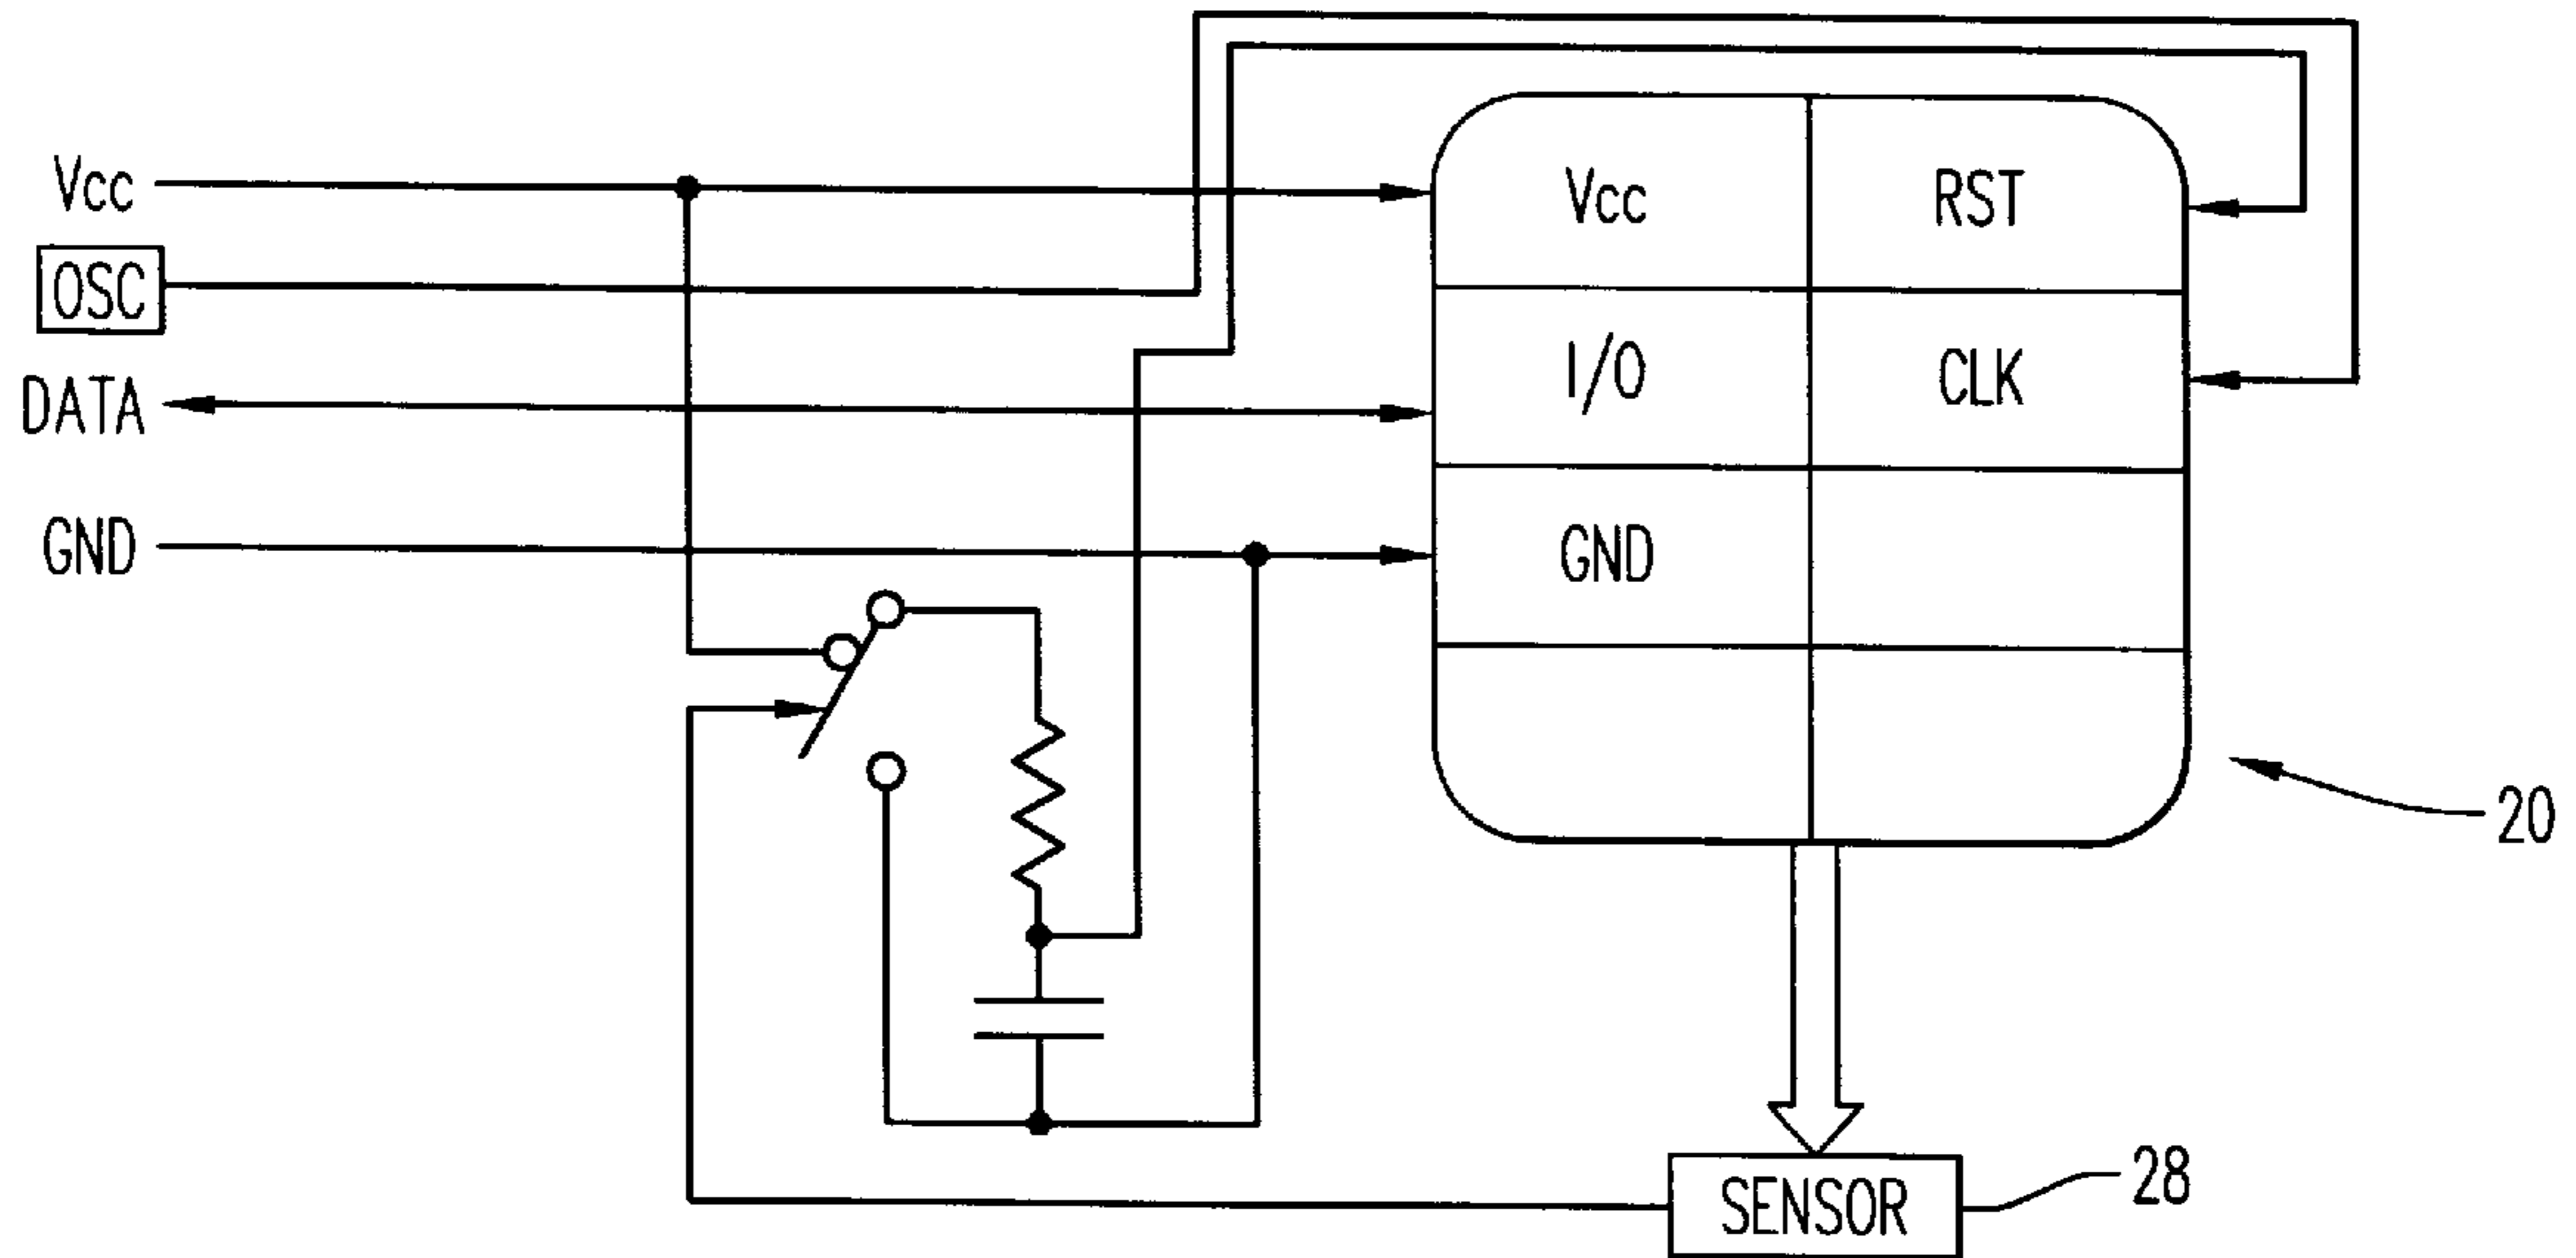 Vcc
OSC
DATA
GND
Vcc
RST
I/O
CLK
GND
20
SENSOR
28